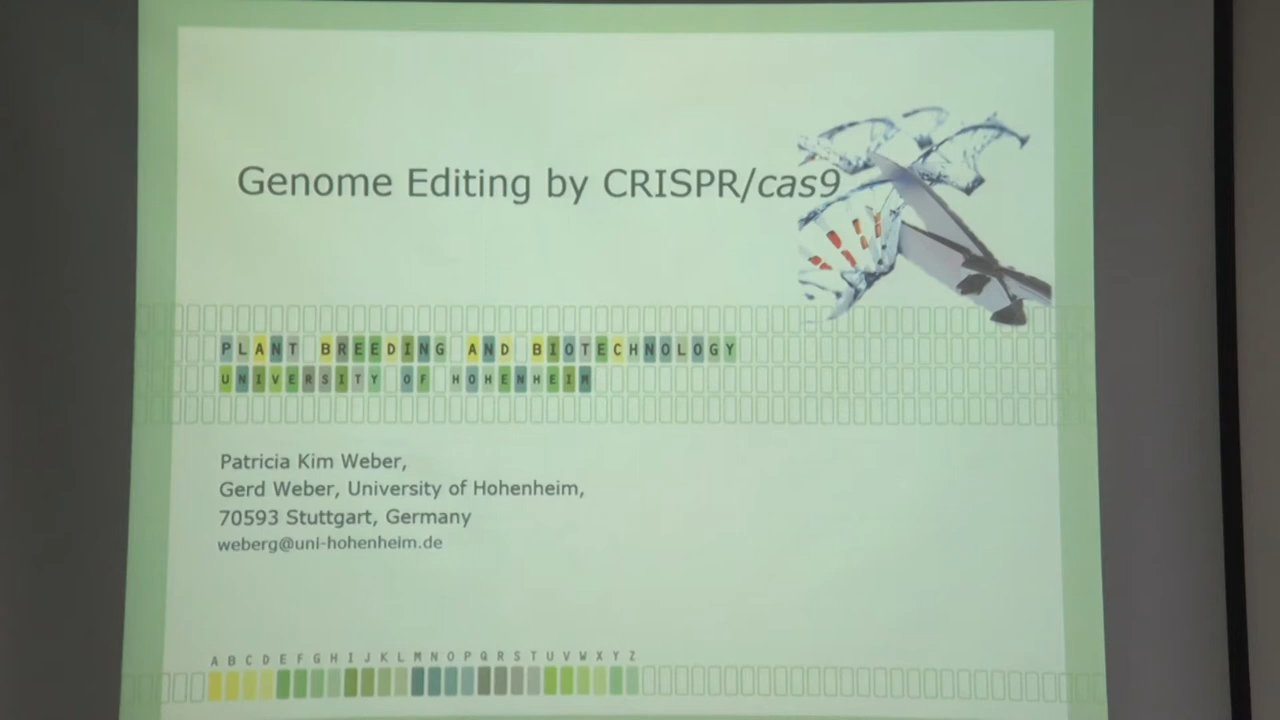 Genome Editing by CRISPR/cas9
PLANT BREEDING AND BIOTECHNOLOGY
UNIVERSITY OF HOHENHEIM
Patricia Kim Weber,
Gerd Weber, University of Hohenheim,
70593 Stuttgart, Germany
weberg@uni-hohenheim.de
A B C D E F G H I J K L M N O P Q R S T U V W X Y Z